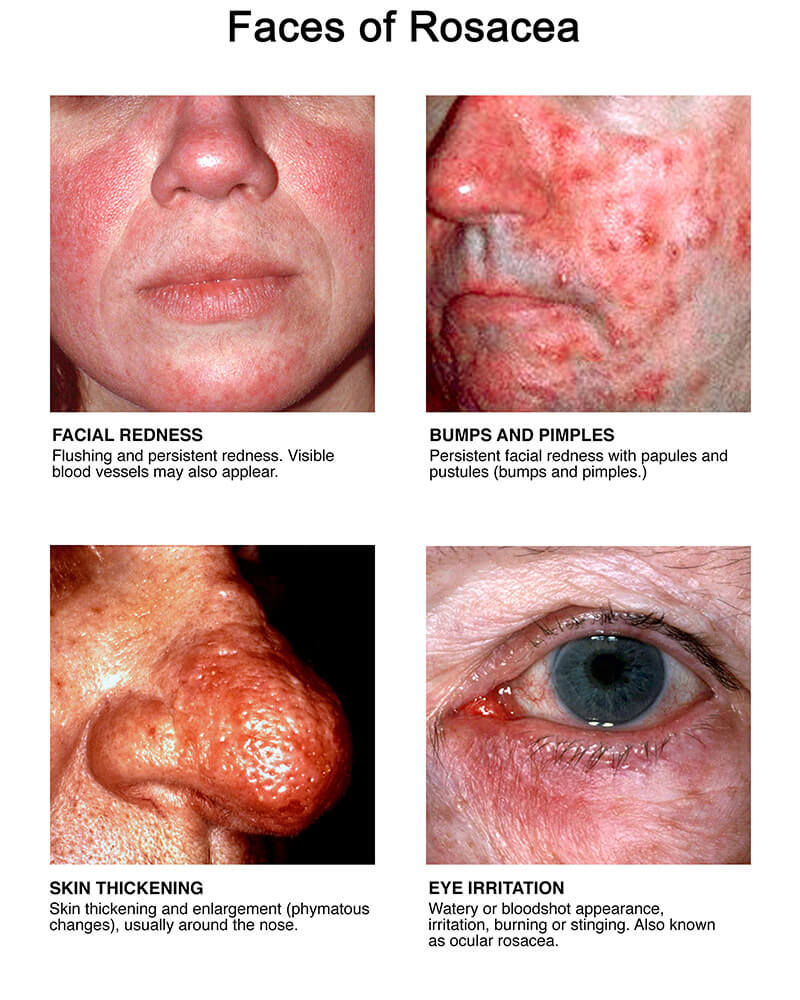 Faces of Rosacea
FACIAL REDNESS
Flushing and persistent redness. Visible
blood vessels may also applear.
BUMPS AND PIMPLES
Persistent facial redness with papules and
pustules (bumps and pimples.)
SKIN THICKENING
Skin thickening and enlargement (phymatous
changes), usually around the nose.
EYE IRRITATION
Watery or bloodshot appearance,
irritation, burning or stinging. Also known
as ocular rosacea.